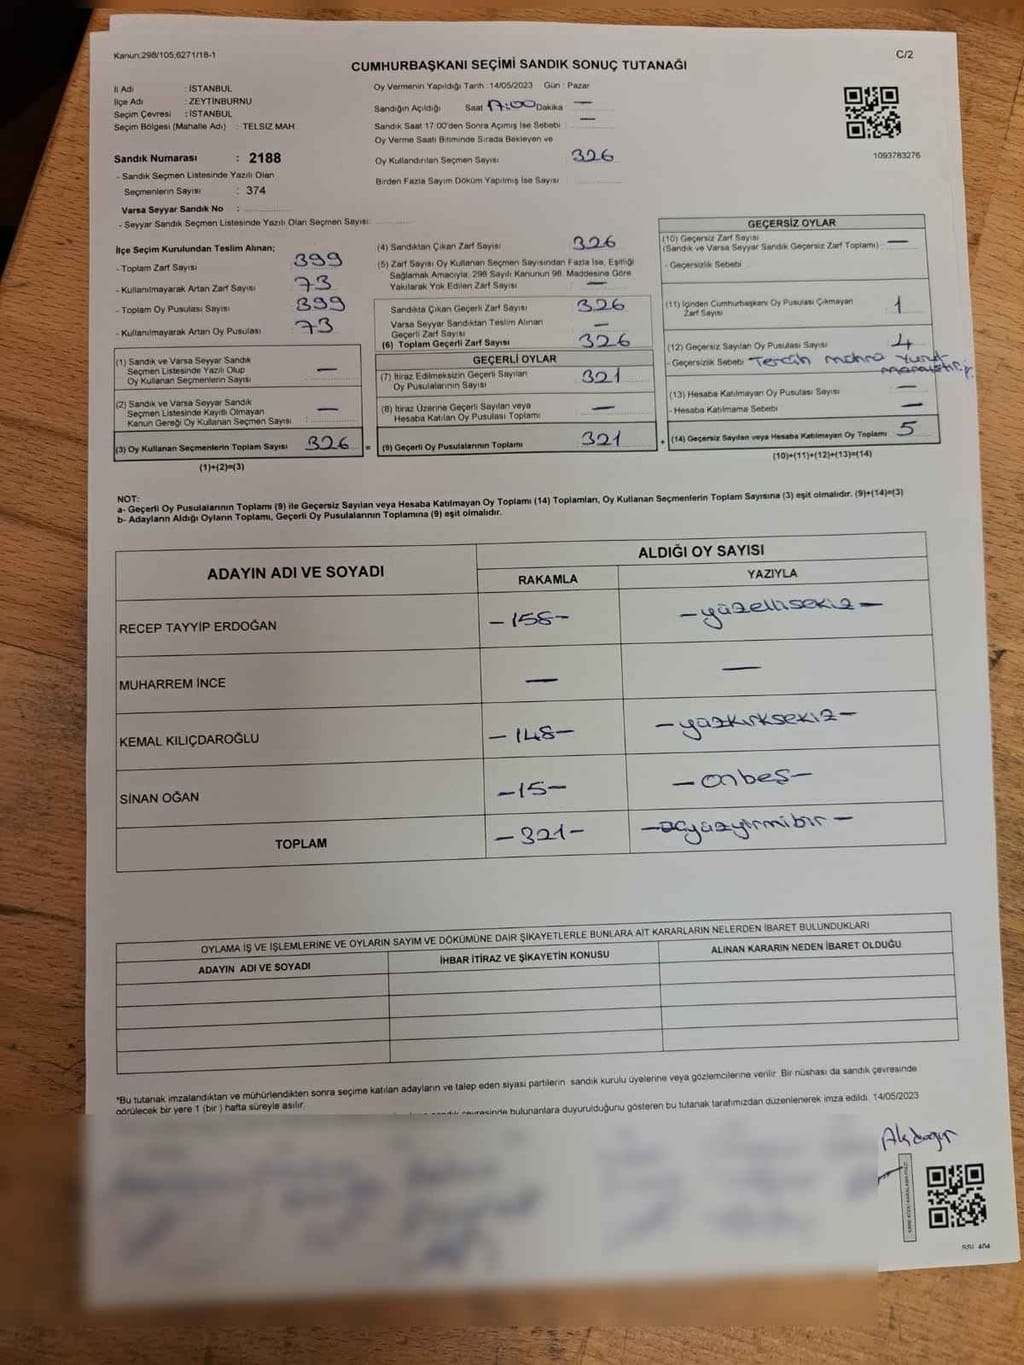 Kanun:298/105;6271/18-1
C/2
CUMHURBAŞKANI SEÇİMİ SANDIK SONUÇ TUTANAĞI
İl Adı : İSTANBUL
İlçe Adı : ZEYTİNBURNU
Seçim Çevresi : İSTANBUL
Seçim Bölgesi (Mahalle Adı) : TELSİZ MAH.
Sandık Numarası : 2188
- Sandık Seçmen Listesinde Yazılı Olan
Seçmenlerin Sayısı : 374
Varsa Seyyar Sandık No :
- Seyyar Sandık Seçmen Listesinde Yazılı Olan Seçmen Sayısı:
Oy Vermenin Yapıldığı Tarih : 14/05/2023 Gün : Pazar
Sandığın Açıldığı Saat 17:00 Dakika —
Sandık Saat 17:00'den Sonra Açımış İse Sebebi : —
Oy Verme Saati Bitiminde Sırada Bekleyen ve
Oy Kullandırılan Seçmen Sayısı 326
Birden Fazla Sayım Döküm Yapılmış İse Sayısı
1093783276
İlçe Seçim Kurulundan Teslim Alınan;
- Toplam Zarf Sayısı 399
- Kullanılmayarak Artan Zarf Sayısı 73
- Toplam Oy Pusulası Sayısı 399
- Kullanılmayarak Artan Oy Pusulası 73
(1) Sandık ve Varsa Seyyar Sandık
Seçmen Listesinde Yazılı Olup
Oy Kullanan Seçmenlerin Sayısı —
(2) Sandık ve Varsa Seyyar Sandık
Seçmen Listesinde Kayıtlı Olmayan
Kanun Gereği Oy Kullanan Seçmen Sayısı —
(3) Oy Kullanan Seçmenlerin Toplam Sayısı 326 =
(1)+(2)=(3)
(4) Sandıktan Çıkan Zarf Sayısı 326
(5) Zarf Sayısı Oy Kullanan Seçmen Sayısından Fazla İse, Eşitliği
Sağlamak Amacıyla; 298 Sayılı Kanunun 98. Maddesine Göre
Yakılarak Yok Edilen Zarf Sayısı —
Sandıkta Çıkan Geçerli Zarf Sayısı 326
Varsa Seyyar Sandıktan Teslim Alınan
Geçerli Zarf Sayısı —
(6) Toplam Geçerli Zarf Sayısı 326
GEÇERLİ OYLAR
(7) İtiraz Edilmeksizin Geçerli Sayılan
Oy Pusulalarının Sayısı 321
(8) İtiraz Üzerine Geçerli Sayılan veya
Hesaba Katılan Oy Pusulası Toplamı —
(9) Geçerli Oy Pusulalarının Toplamı 321 +
GEÇERSİZ OYLAR
(10) Geçersiz Zarf Sayısı
(Sandık ve Varsa Seyyar Sandık Geçersiz Zarf Toplamı) —
- Geçersizlik Sebebi
(11) İçinden Cumhurbaşkanı Oy Pusulası Çıkmayan
Zarf Sayısı 1
(12) Geçersiz Sayılan Oy Pusulası Sayısı 4
- Geçersizlik Sebebi Tercih mührü
(13) Hesaba Katılmayan Oy Pusulası Sayısı —
- Hesaba Katılmama Sebebi —
(14) Geçersiz Sayılan veya Hesaba Katılmayan Oy Toplamı 5
(10)+(11)+(12)+(13)=(14)
NOT:
a- Geçerli Oy Pusulalarının Toplamı (9) ile Geçersiz Sayılan veya Hesaba Katılmayan Oy Toplamı (14) Toplamları, Oy Kullanan Seçmenlerin Toplam Sayısına (3) eşit olmalıdır. (9)+(14)=(3)
b- Adayların Aldığı Oyların Toplamı, Geçerli Oy Pusulalarının Toplamına (9) eşit olmalıdır.
ADAYIN ADI VE SOYADI
ALDIĞI OY SAYISI
RAKAMLA YAZIYLA
RECEP TAYYİP ERDOĞAN -158- -yüzellisekiz-
MUHARREM İNCE — —
KEMAL KILIÇDAROĞLU -148- -yüzkırksekiz-
SİNAN OĞAN -15- -onbeş-
TOPLAM -321- -üçyüzyirmibir-
OYLAMA İŞ VE İŞLEMLERİNE VE OYLARIN SAYIM VE DÖKÜMÜNE DAİR ŞİKAYETLERLE BUNLARA AİT KARARLARIN NELERDEN İBARET BULUNDUKLARI
ADAYIN ADI VE SOYADI İHBAR İTİRAZ VE ŞİKAYETİN KONUSU ALINAN KARARIN NEDEN İBARET OLDUĞU
*Bu tutanak imzalandıktan ve mühürlendikten sonra seçime katılan adayların ve talep eden siyasi partilerin sandık kurulu üyelerine veya gözlemcilerine verilir. Bir nüshası da sandık çevresinde
görülecek bir yere 1 (bir) hafta süreyle asılır.
sandık çevresinde bulunanlara duyurulduğunu gösteren bu tutanak tarafımızdan düzenlenerek imza edildi. 14/05/2023